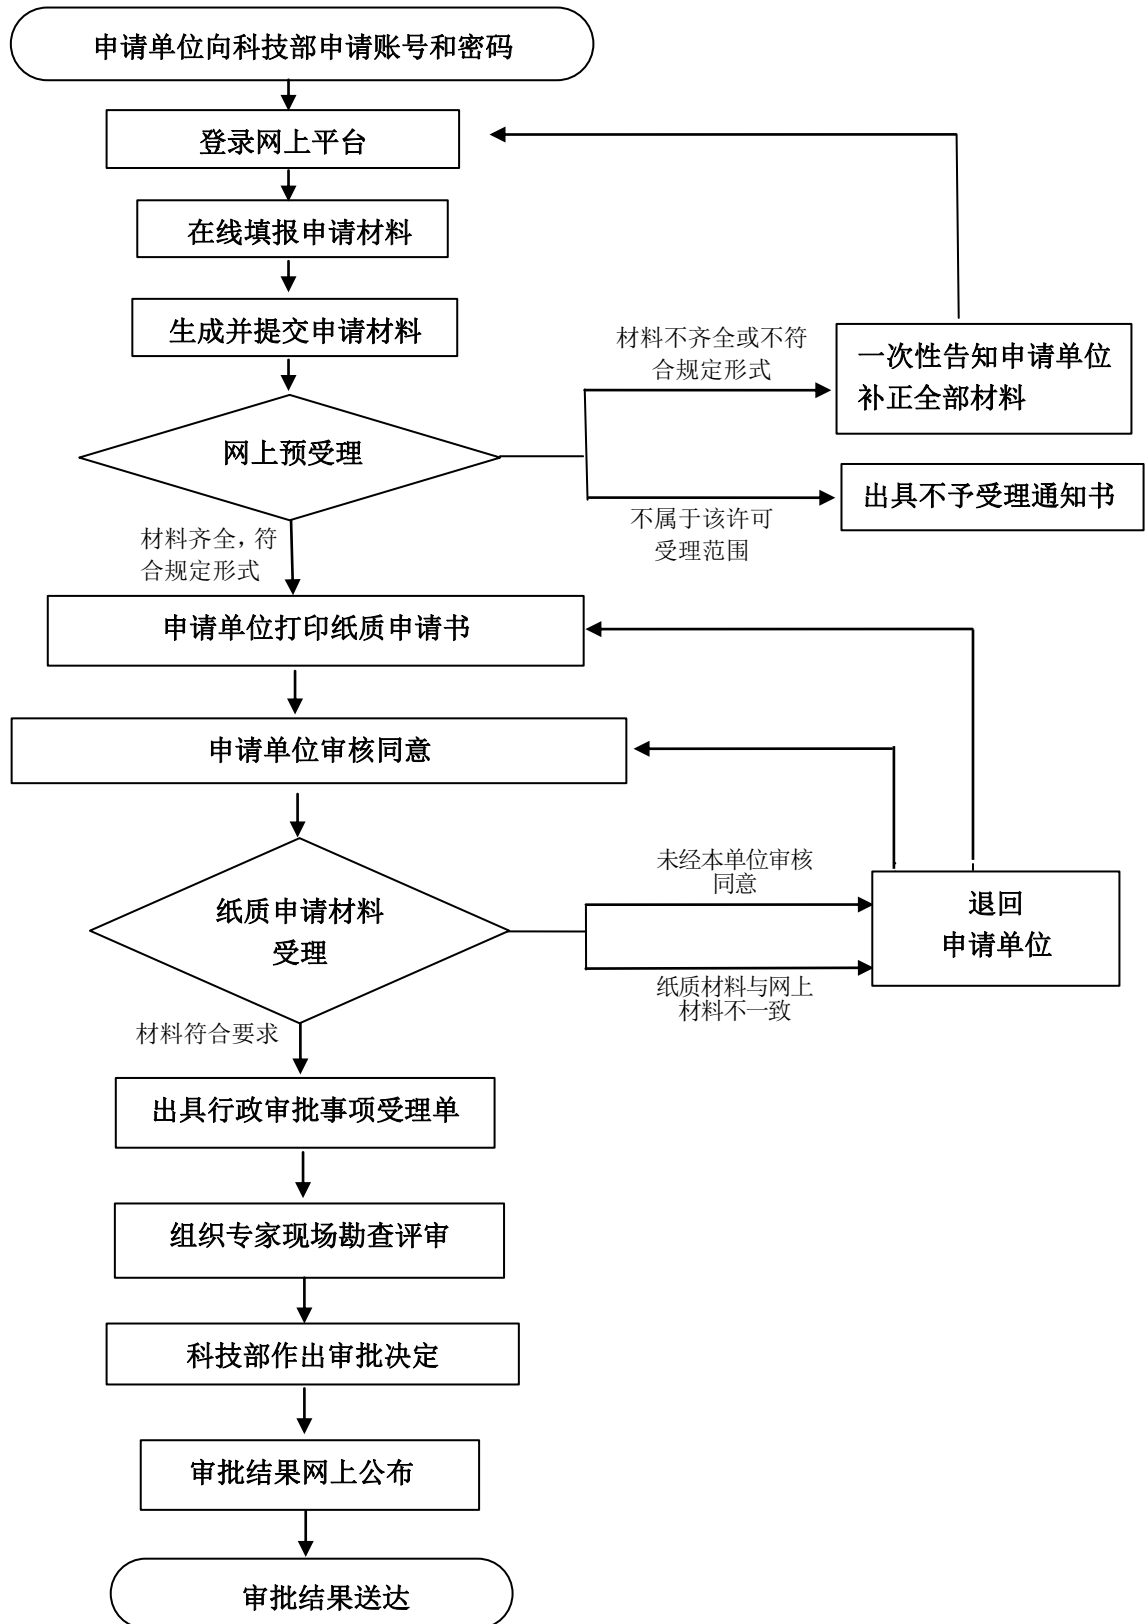 申请单位向科技部申请账号和密码
登录网上平台
在线填报申请材料
生成并提交申请材料
材料不齐全或不符
合规定形式
一次性告知申请单位
补正全部材料
网上预受理
出具不予受理通知书
不属于该许可
受理范围
材料齐全，符
合规定形式
申请单位打印纸质申请书
申请单位审核同意
未经本单位审核
同意
纸质申请材料
受理
退回
申请单位
纸质材料与网上
材料不一致
材料符合要求
出具行政审批事项受理单
组织专家现场勘查评审
科技部作出审批决定
审批结果网上公布
审批结果送达